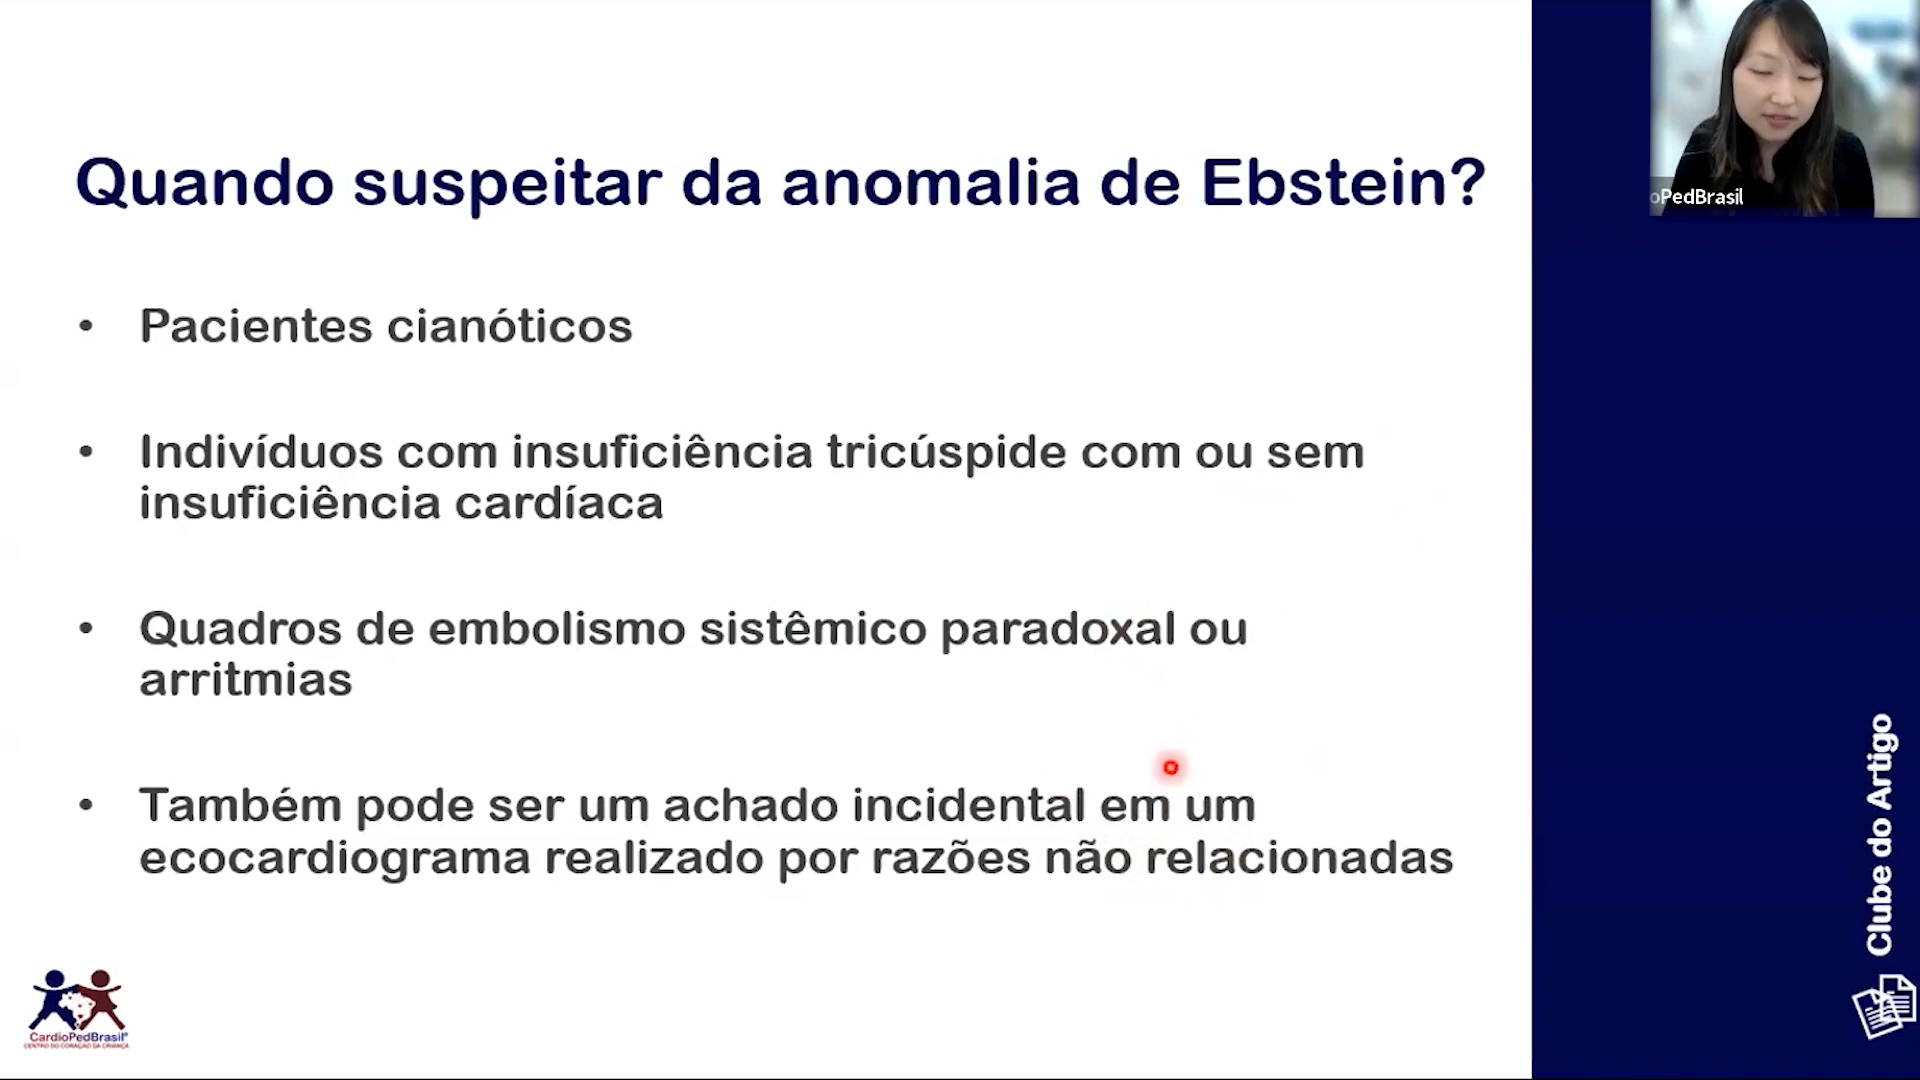 Quando suspeitar da anomalia de Ebstein?
• Pacientes cianóticos
• Indivíduos com insuficiência tricúspide com ou sem
insuficiência cardíaca
• Quadros de embolismo sistêmico paradoxal ou
arritmias
• Também pode ser um achado incidental em um
ecocardiograma realizado por razões não relacionadas
oPedBrasil
Clube do Artigo
CardioPedBrasil®
CENTRO DO CORAÇÃO DA CRIANÇA